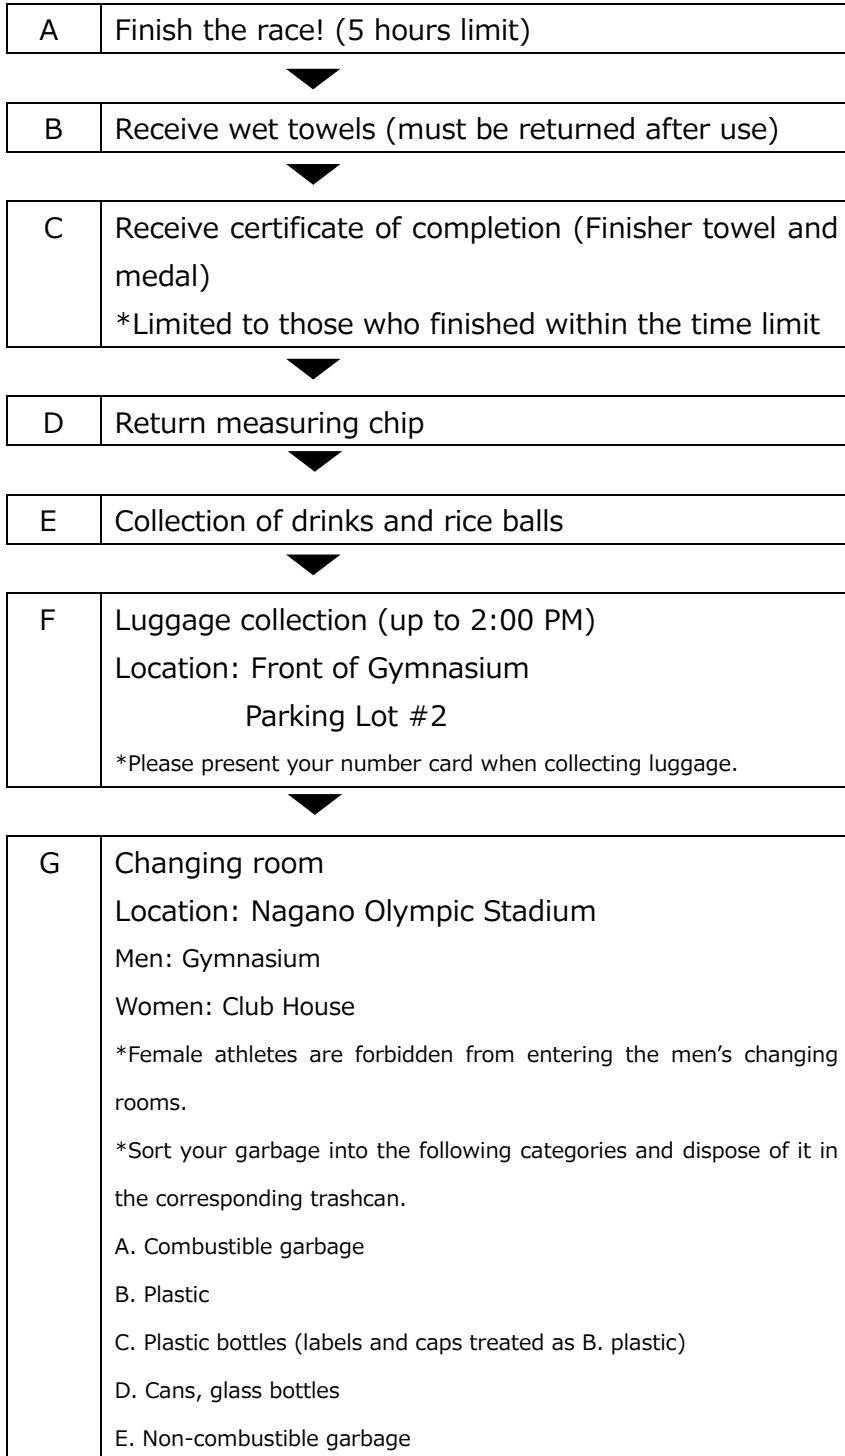 A Finish the race! (5 hours limit)
B Receive wet towels (must be returned after use)
C Receive certificate of completion (Finisher towel and
medal)
*Limited to those who finished within the time limit
D Return measuring chip
E Collection of drinks and rice balls
F Luggage collection (up to 2:00 PM)
Location: Front of Gymnasium
Parking Lot #2
*Please present your number card when collecting luggage.
G Changing room
Location: Nagano Olympic Stadium
Men: Gymnasium
Women: Club House
*Female athletes are forbidden from entering the men’s changing
rooms.
*Sort your garbage into the following categories and dispose of it in
the corresponding trashcan.
A. Combustible garbage
B. Plastic
C. Plastic bottles (labels and caps treated as B. plastic)
D. Cans, glass bottles
E. Non-combustible garbage